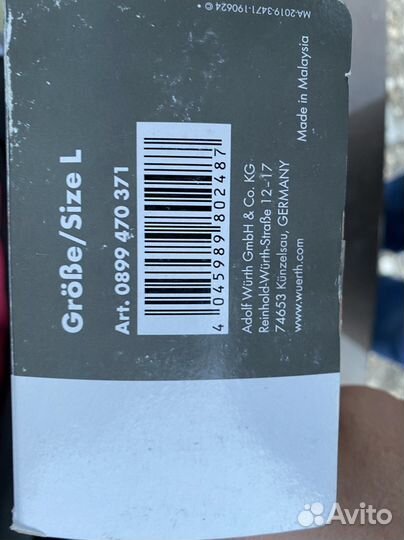 Größe/Size L
Art. 0899 470 371
4 045989 802487
Adolf Würth GmbH & Co. KG
Reinhold-Würth-Straße 12-17
74653 Künzelsau, GERMANY
www.wuerth.com
Made in Malaysia
MA-2019-3471-190624 ©
Avito